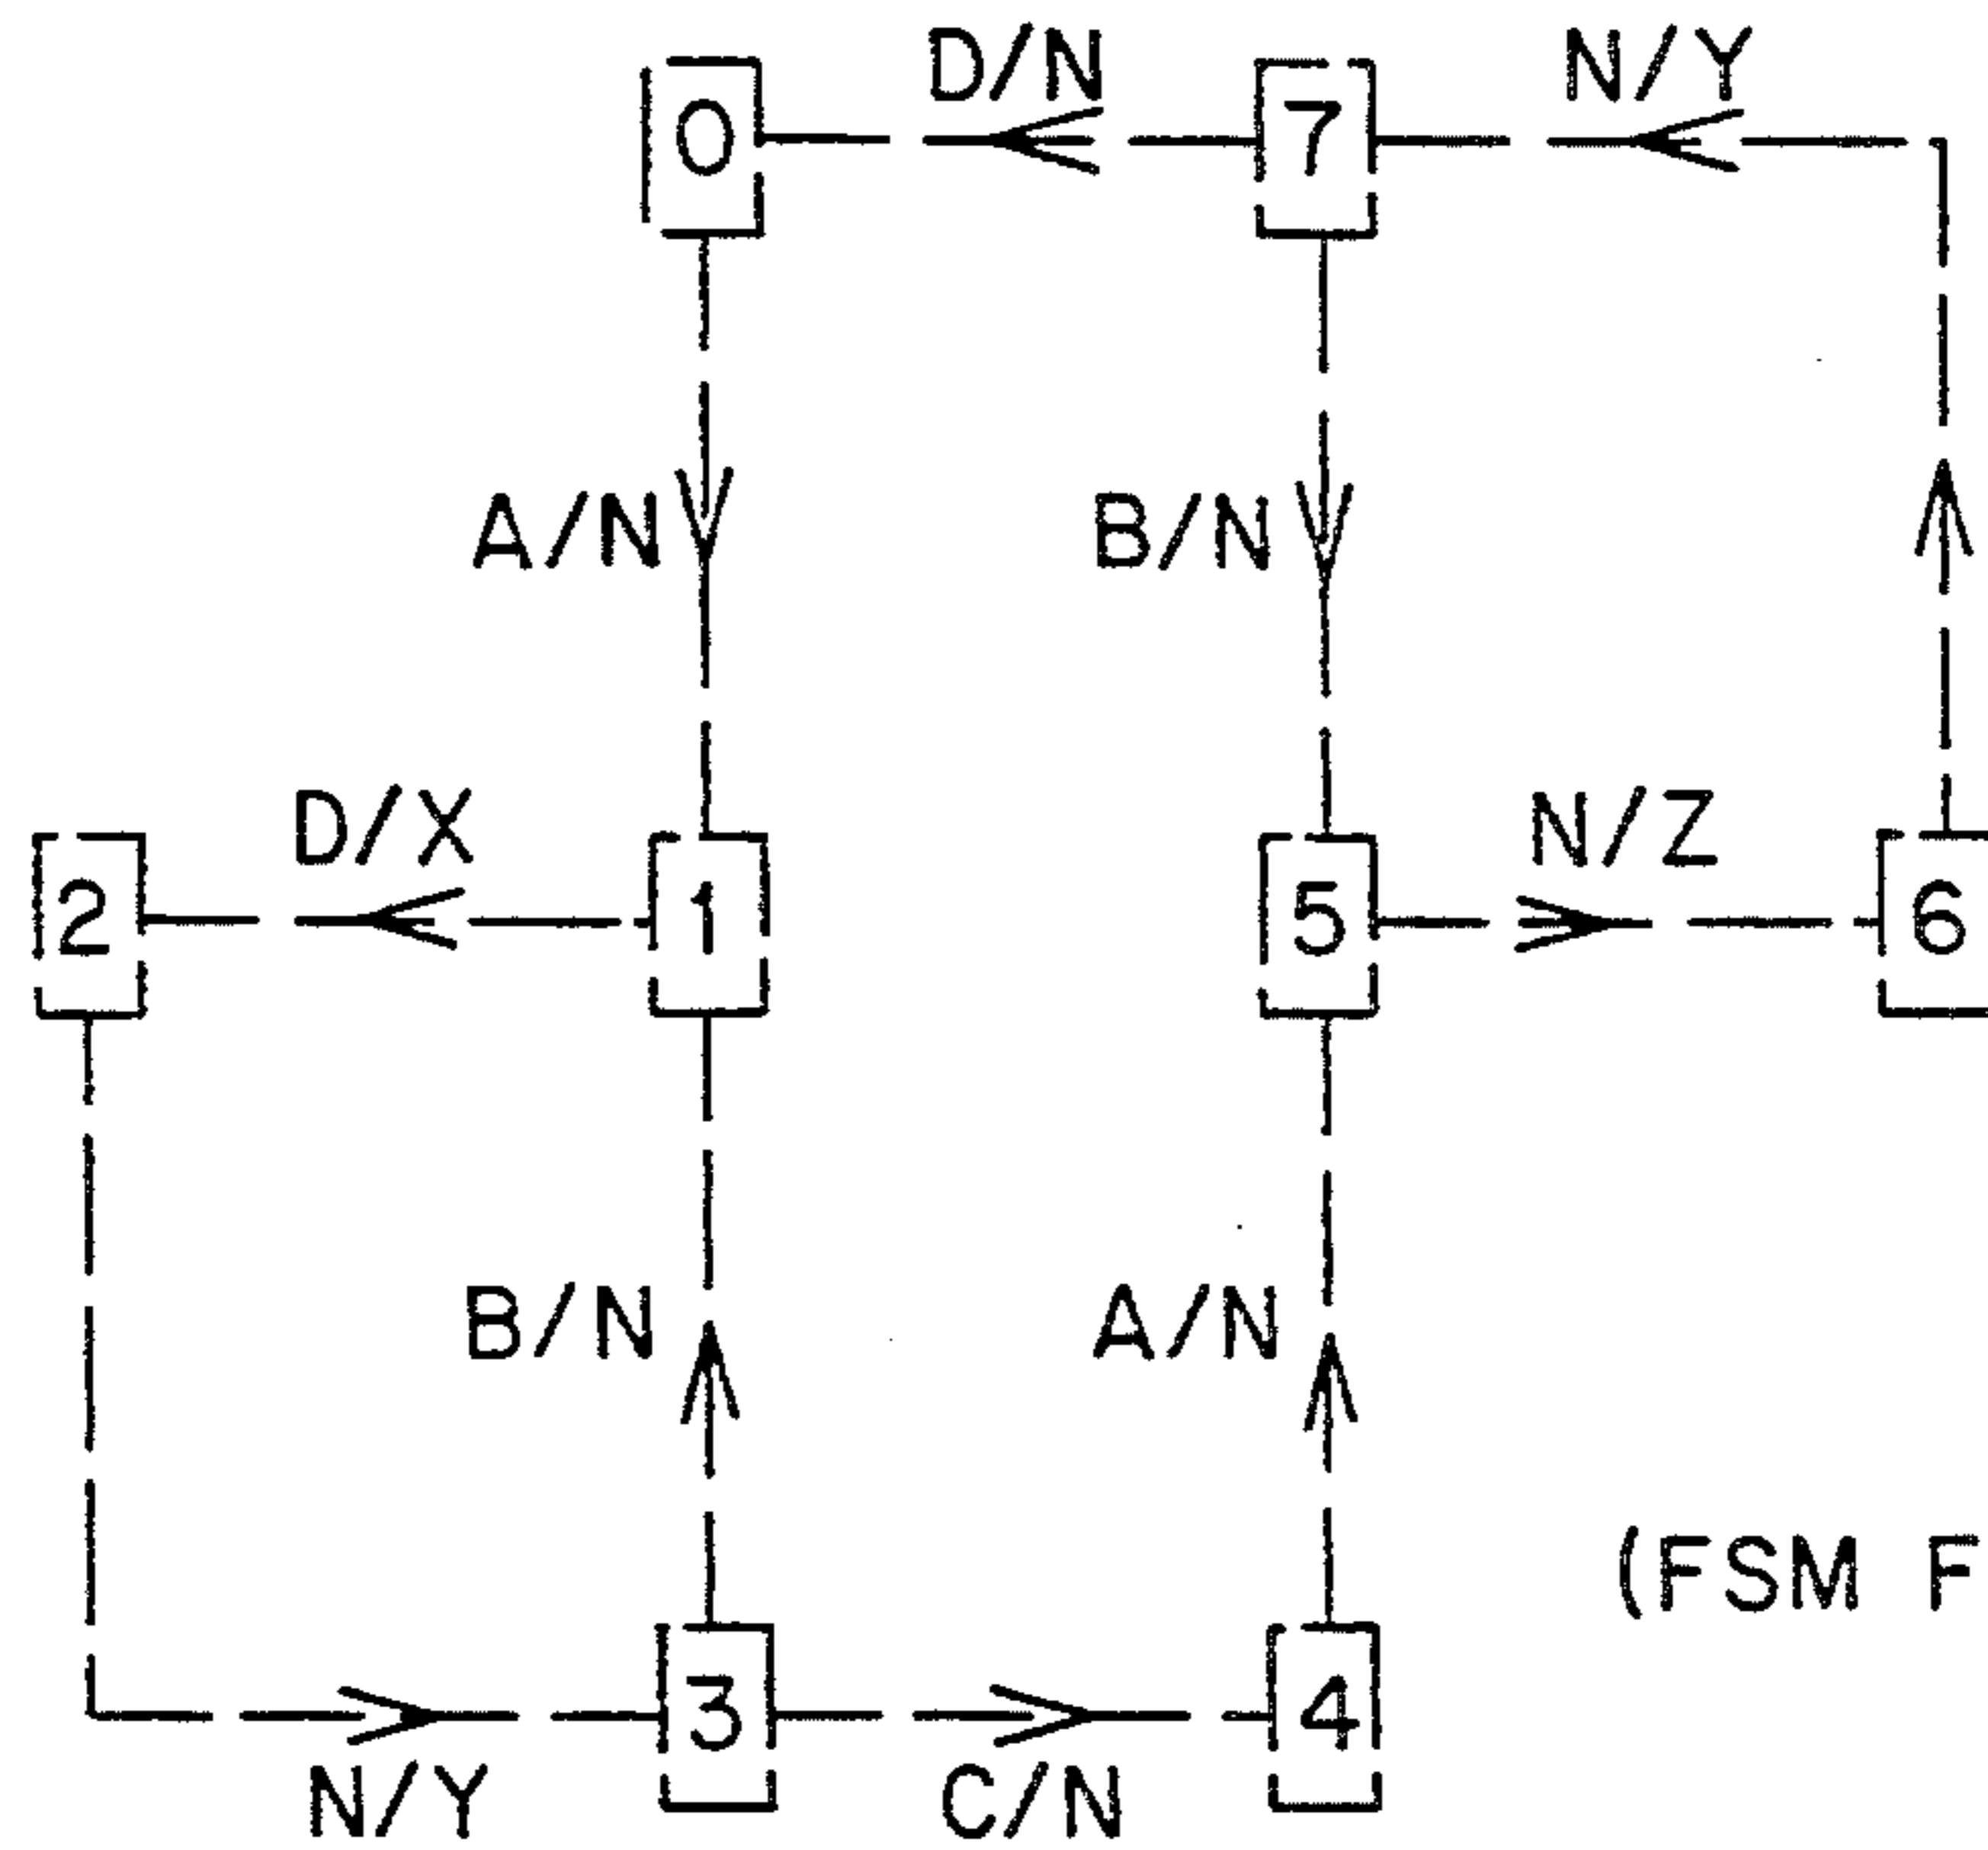 D/N N/Y
0 7
A/N B/N
D/X N/Z
2 1 5 6
B/N A/N
(FSM F
3 4
N/Y C/N